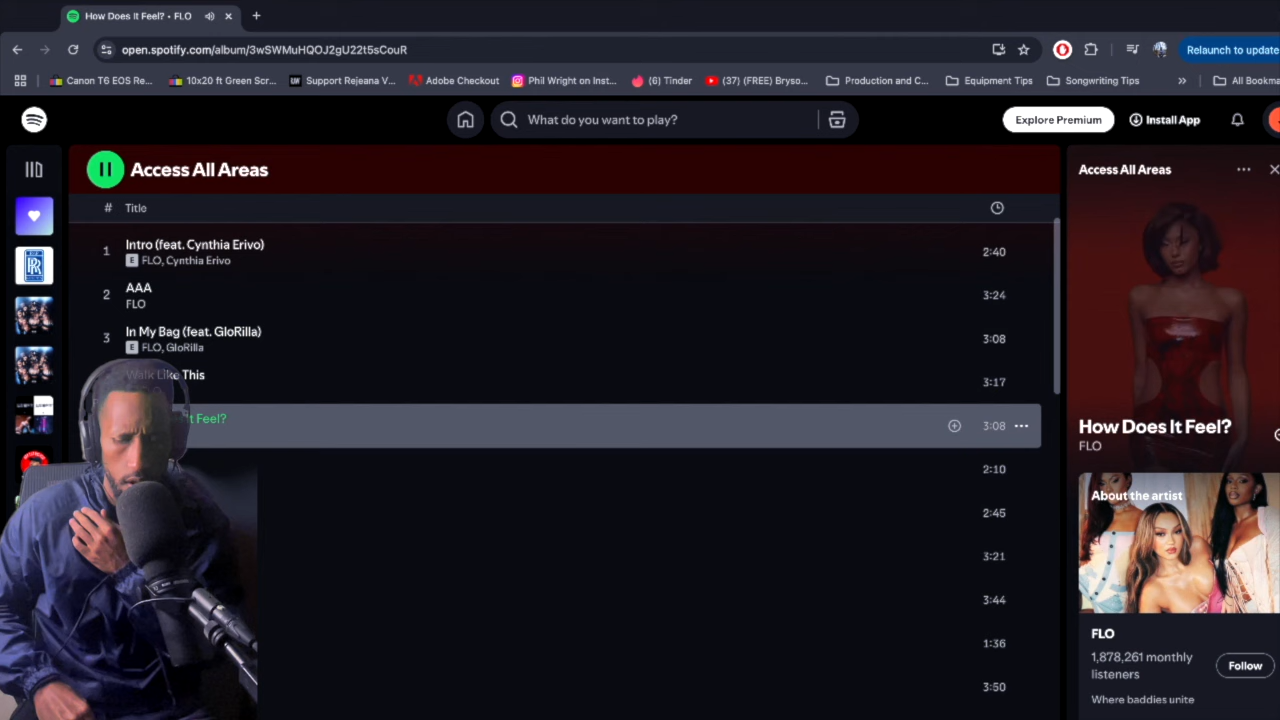 How Does It Feel? • FLO
open.spotify.com/album/3wSWMuHQOJ2gU22t5sCouR
Relaunch to update
Canon T6 EOS Re...
10x20 ft Green Scr...
Support Rejeana V...
Adobe Checkout
Phil Wright on Inst...
(6) Tinder
(37) (FREE) Bryso...
Production and C...
Equipment Tips
Songwriting Tips
»
All Bookma
What do you want to play?
Explore Premium
Install App
Access All Areas
# Title
1 Intro (feat. Cynthia Erivo) 2:40
E FLO, Cynthia Erivo
2 AAA 3:24
FLO
3 In My Bag (feat. GloRilla) 3:08
E FLO, GloRilla
Walk Like This 3:17
It Feel? 3:08
2:10
2:45
3:21
3:44
1:36
3:50
Access All Areas
How Does It Feel?
FLO
About the artist
FLO
1,878,261 monthly
listeners
Follow
Where baddies unite